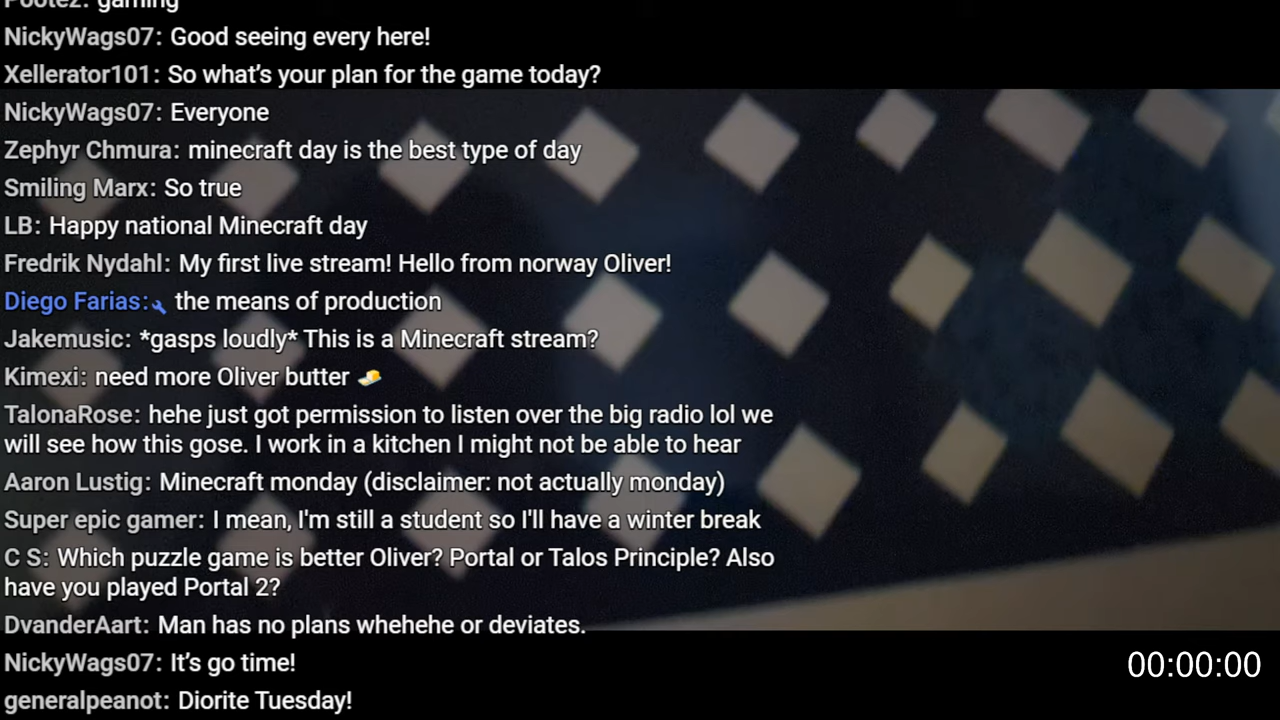 Pootez: gaming
NickyWags07: Good seeing every here!
Xellerator101: So what's your plan for the game today?
NickyWags07: Everyone
Zephyr Chmura: minecraft day is the best type of day
Smiling Marx: So true
LB: Happy national Minecraft day
Fredrik Nydahl: My first live stream! Hello from norway Oliver!
Diego Farias: the means of production
Jakemusic: *gasps loudly* This is a Minecraft stream?
Kimexi: need more Oliver butter 🧈
TalonaRose: hehe just got permission to listen over the big radio lol we
will see how this gose. I work in a kitchen I might not be able to hear
Aaron Lustig: Minecraft monday (disclaimer: not actually monday)
Super epic gamer: I mean, I'm still a student so I'll have a winter break
C S: Which puzzle game is better Oliver? Portal or Talos Principle? Also
have you played Portal 2?
DvanderAart: Man has no plans whehehe or deviates.
NickyWags07: It's go time!
00:00:00
generalpeanot: Diorite Tuesday!